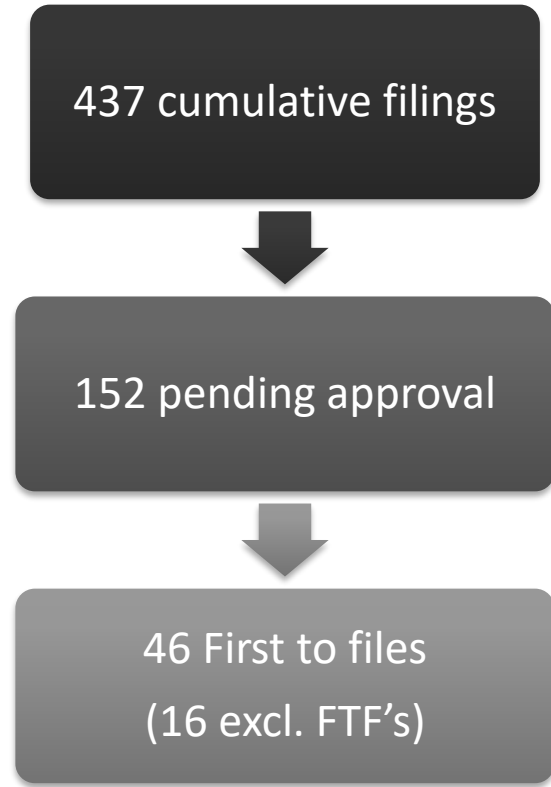 437 cumulative filings
152 pending approval
46 First to files
(16 excl. FTF’s)